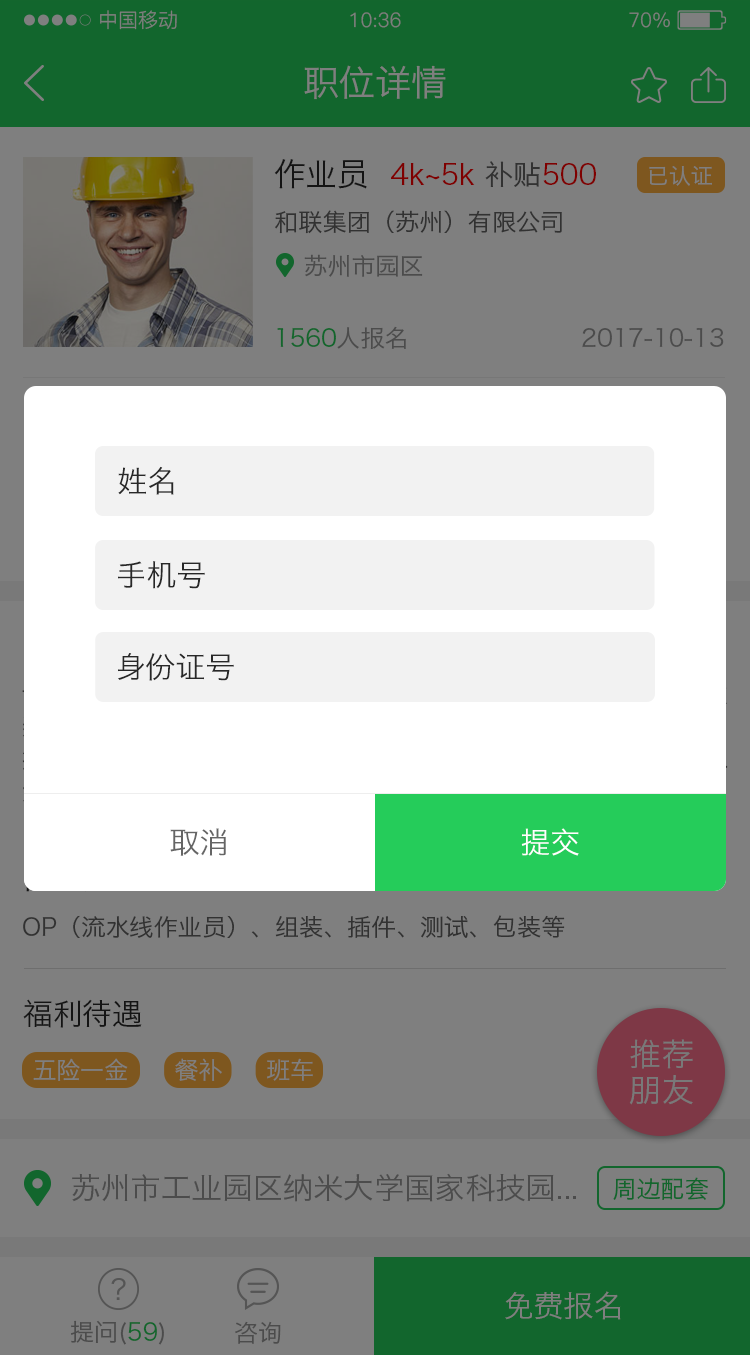 中国移动 10:36 70%
职位详情
作业员 4k~5k 补贴500 已认证
和联集团（苏州）有限公司
苏州市园区
1560人报名 2017-10-13
姓名
手机号
身份证号
取消 提交
OP（流水线作业员）、组装、插件、测试、包装等
福利待遇
五险一金 餐补 班车
推荐
朋友
苏州市工业园区纳米大学国家科技园... 周边配套
提问(59) 咨询 免费报名